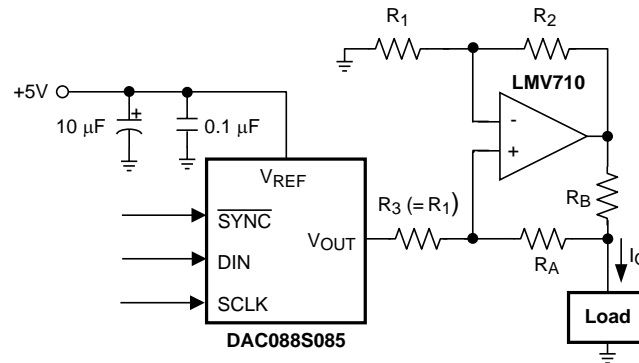 R1
R2
LMV710
+5V
+
10 µF
0.1 µF
-
+
VREF
RB
SYNC
R3 (= R1)
VOUT
RA
DIN
SCLK
Load
DAC088S085